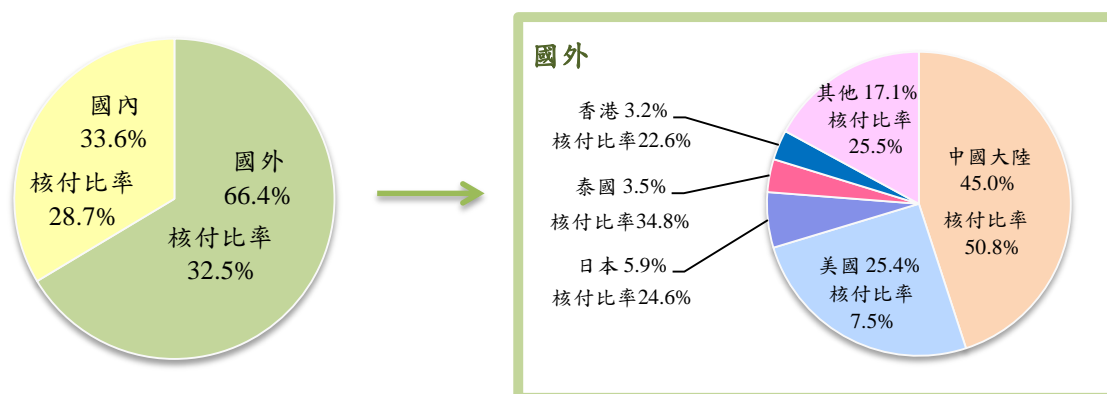 國內
33.6%
核付比率
28.7%
國外
66.4%
核付比率
32.5%
國外
香港 3.2%
核付比率22.6%
泰國 3.5%
核付比率34.8%
日本 5.9%
核付比率24.6%
其他 17.1%
核付比率
25.5%
中國大陸
45.0%
核付比率
50.8%
美國 25.4%
核付比率
7.5%